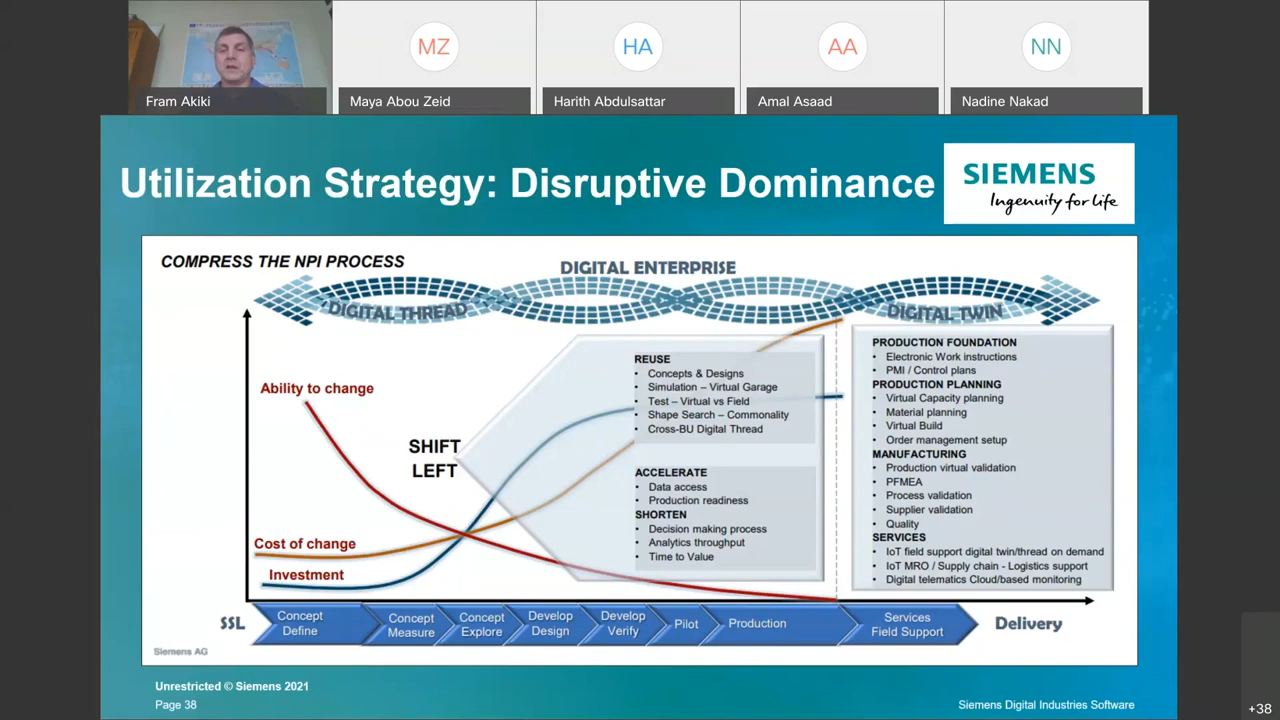 MZ
HA
AA
NN
Fram Akiki
Maya Abou Zeid
Harith Abdulsattar
Amal Asaad
Nadine Nakad
Utilization Strategy: Disruptive Dominance
SIEMENS
Ingenuity for life
COMPRESS THE NPI PROCESS
DIGITAL ENTERPRISE
DIGITAL THREAD
DIGITAL TWIN
Ability to change
SHIFT
LEFT
Cost of change
Investment
REUSE
• Concepts & Designs
• Simulation – Virtual Garage
• Test – Virtual vs Field
• Shape Search – Commonality
• Cross-BU Digital Thread
ACCELERATE
• Data access
• Production readiness
SHORTEN
• Decision making process
• Analytics throughput
• Time to Value
PRODUCTION FOUNDATION
• Electronic Work instructions
• PMI / Control plans
PRODUCTION PLANNING
• Virtual Capacity planning
• Material planning
• Virtual Build
• Order management setup
MANUFACTURING
• Production virtual validation
• PFMEA
• Process validation
• Supplier validation
• Quality
SERVICES
• IoT field support digital twin/thread on demand
• IoT MRO / Supply chain - Logistics support
• Digital telematics Cloud/based monitoring
SSL
Concept
Define
Concept
Measure
Concept
Explore
Develop
Design
Develop
Verify
Pilot
Production
Services
Field Support
Delivery
Siemens AG
Unrestricted © Siemens 2021
Page 38
Siemens Digital Industries Software
+38